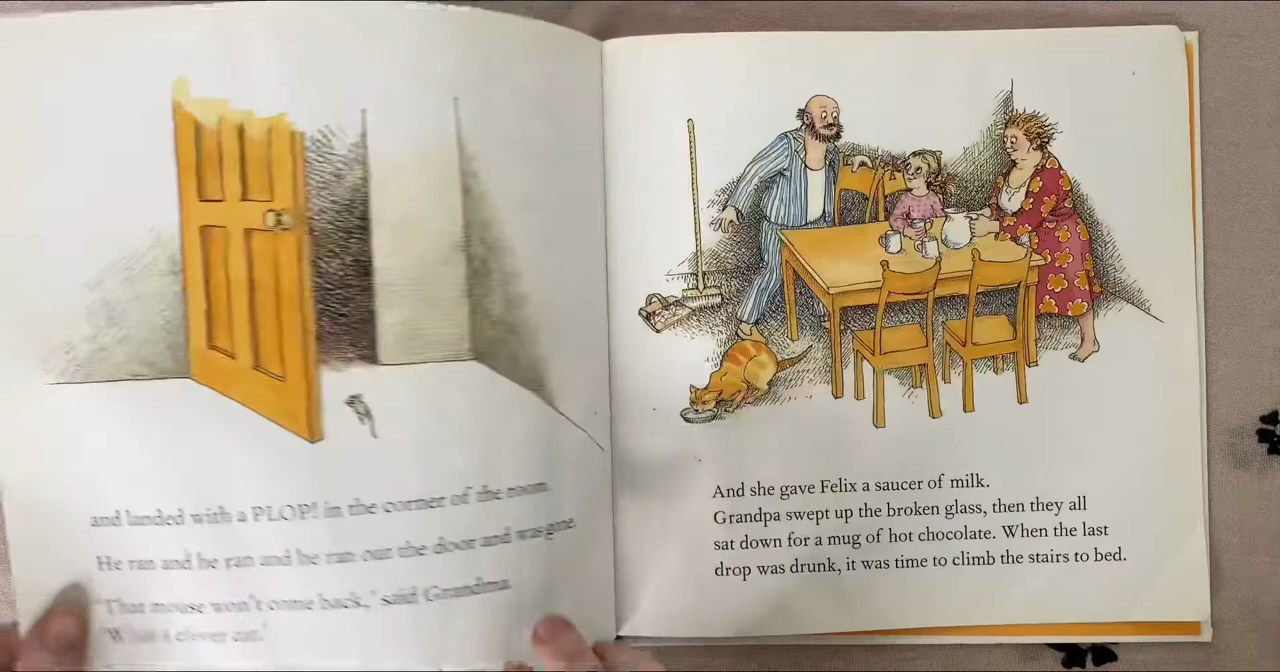 and landed with a PLOP! in the corner of the room.
He ran and he ran and he ran out the door and was gone.
'That mouse won't come back,' said Grandma.
'What a clever cat.'
And she gave Felix a saucer of milk.
Grandpa swept up the broken glass, then they all
sat down for a mug of hot chocolate. When the last
drop was drunk, it was time to climb the stairs to bed.